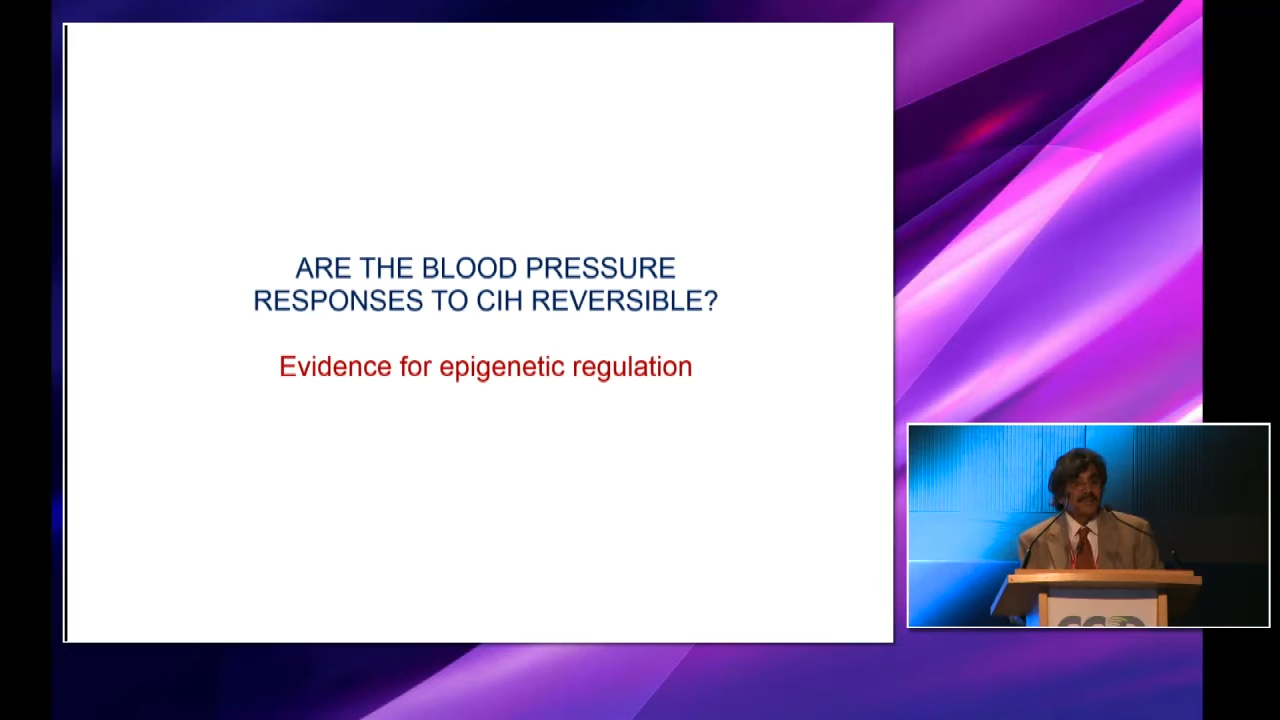 ARE THE BLOOD PRESSURE
RESPONSES TO CIH REVERSIBLE?
Evidence for epigenetic regulation